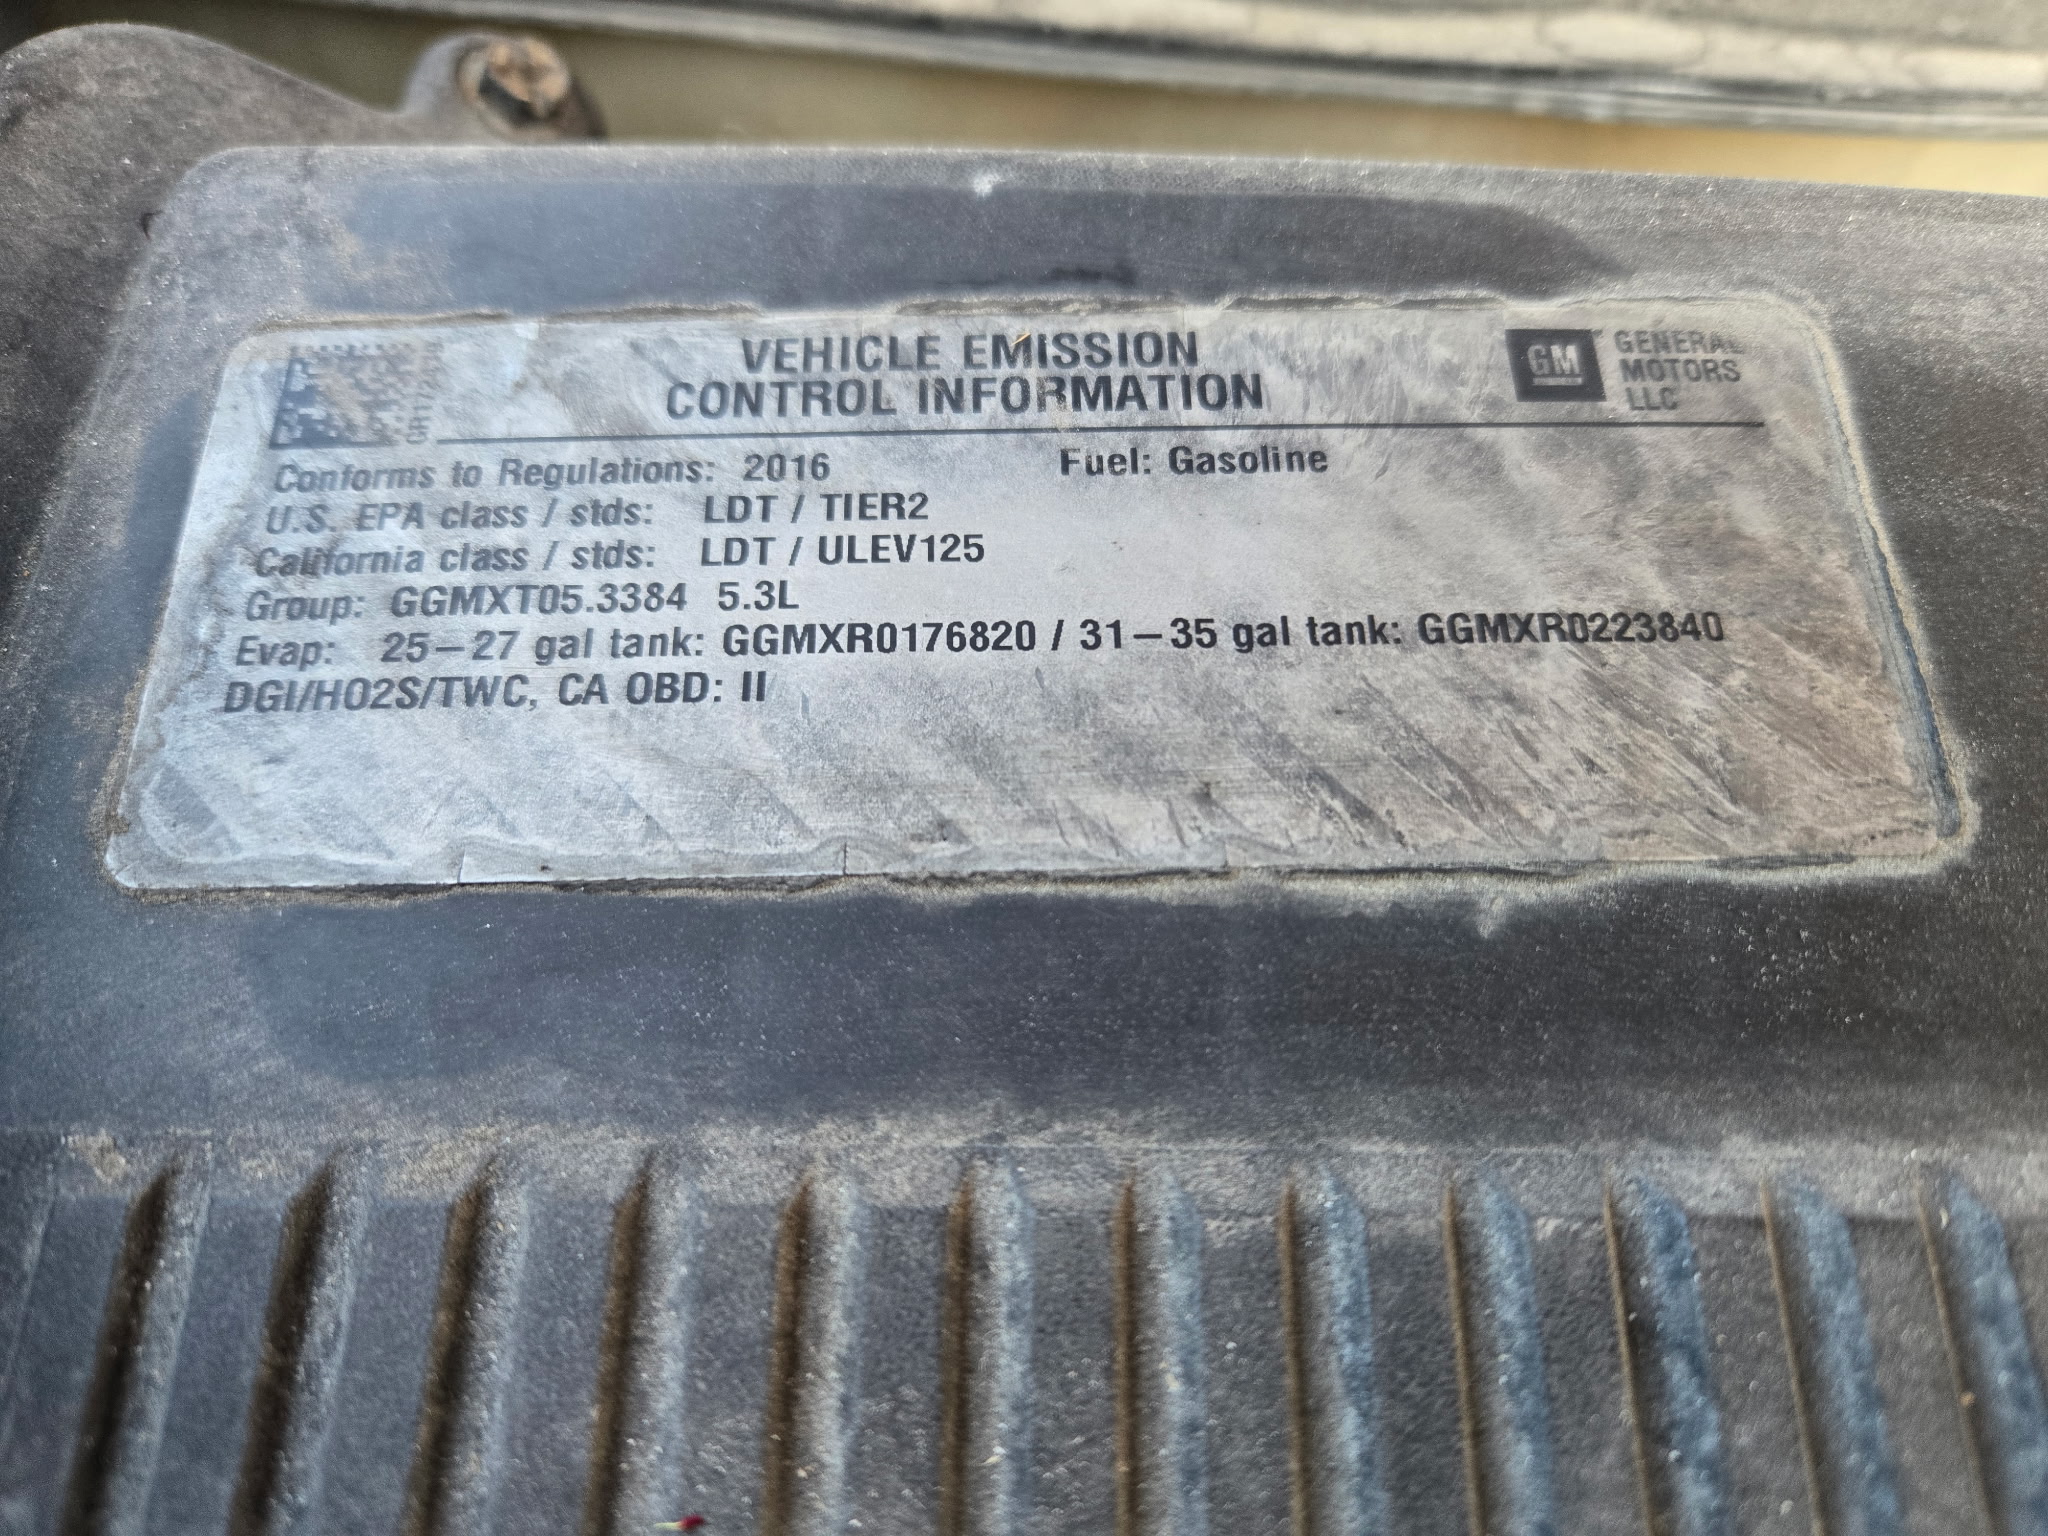 VEHICLE EMISSION
CONTROL INFORMATION
GM
GENERAL
MOTORS
LLC
Conforms to Regulations: 2016 Fuel: Gasoline
U.S. EPA class / stds: LDT / TIER2
California class / stds: LDT / ULEV125
Group: GGMXT05.3384 5.3L
Evap: 25–27 gal tank: GGMXR0176820 / 31–35 gal tank: GGMXR0223840
DGI/HO2S/TWC, CA OBD: II